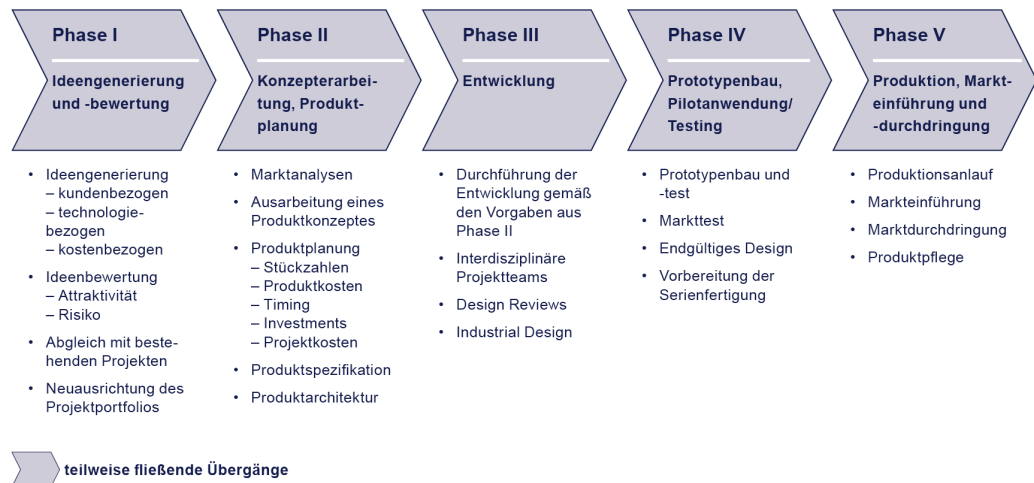 Phase I
Ideengenerierung
und -bewertung
Phase II
Konzepterarbei-
tung, Produkt-
planung
Phase III
Entwicklung
Phase IV
Prototypenbau,
Pilotanwendung/
Testing
Phase V
Produktion, Markt-
einführung und
-durchdringung
• Ideengenerierung
– kundenbezogen
– technologie-
bezogen
– kostenbezogen
• Ideenbewertung
– Attraktivität
– Risiko
• Abgleich mit beste-
henden Projekten
• Neuausrichtung des
Projektportfolios
• Marktanalysen
• Ausarbeitung eines
Produktkonzeptes
• Produktplanung
– Stückzahlen
– Produktkosten
– Timing
– Investments
– Projektkosten
• Produktspezifikation
• Produktarchitektur
• Durchführung der
Entwicklung gemäß
den Vorgaben aus
Phase II
• Interdisziplinäre
Projektteams
• Design Reviews
• Industrial Design
• Prototypenbau und
-test
• Markttest
• Endgültiges Design
• Vorbereitung der
Serienfertigung
• Produktionsanlauf
• Markteinführung
• Marktdurchdringung
• Produktpflege
teilweise fließende Übergänge